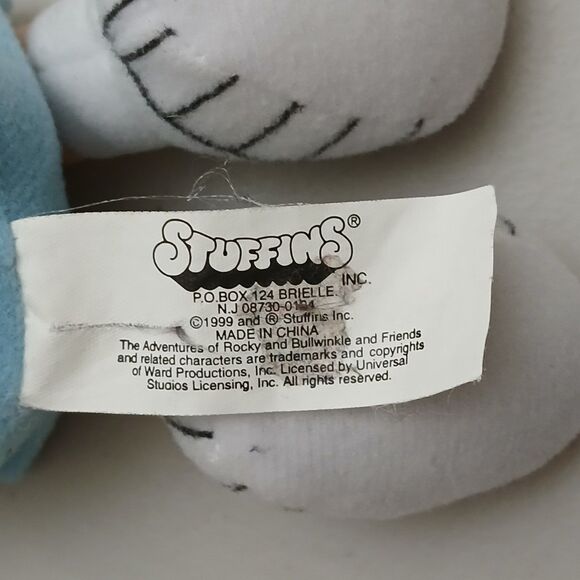 STUFFINS®
INC.
P.O.BOX 124 BRIELLE.
N.J 08730-0124
©1999 and ® Stuffins Inc.
MADE IN CHINA
The Adventures of Rocky and Bullwinkle and Friends
and related characters are trademarks and copyrights
of Ward Productions, Inc. Licensed by Universal
Studios Licensing, Inc. All rights reserved.